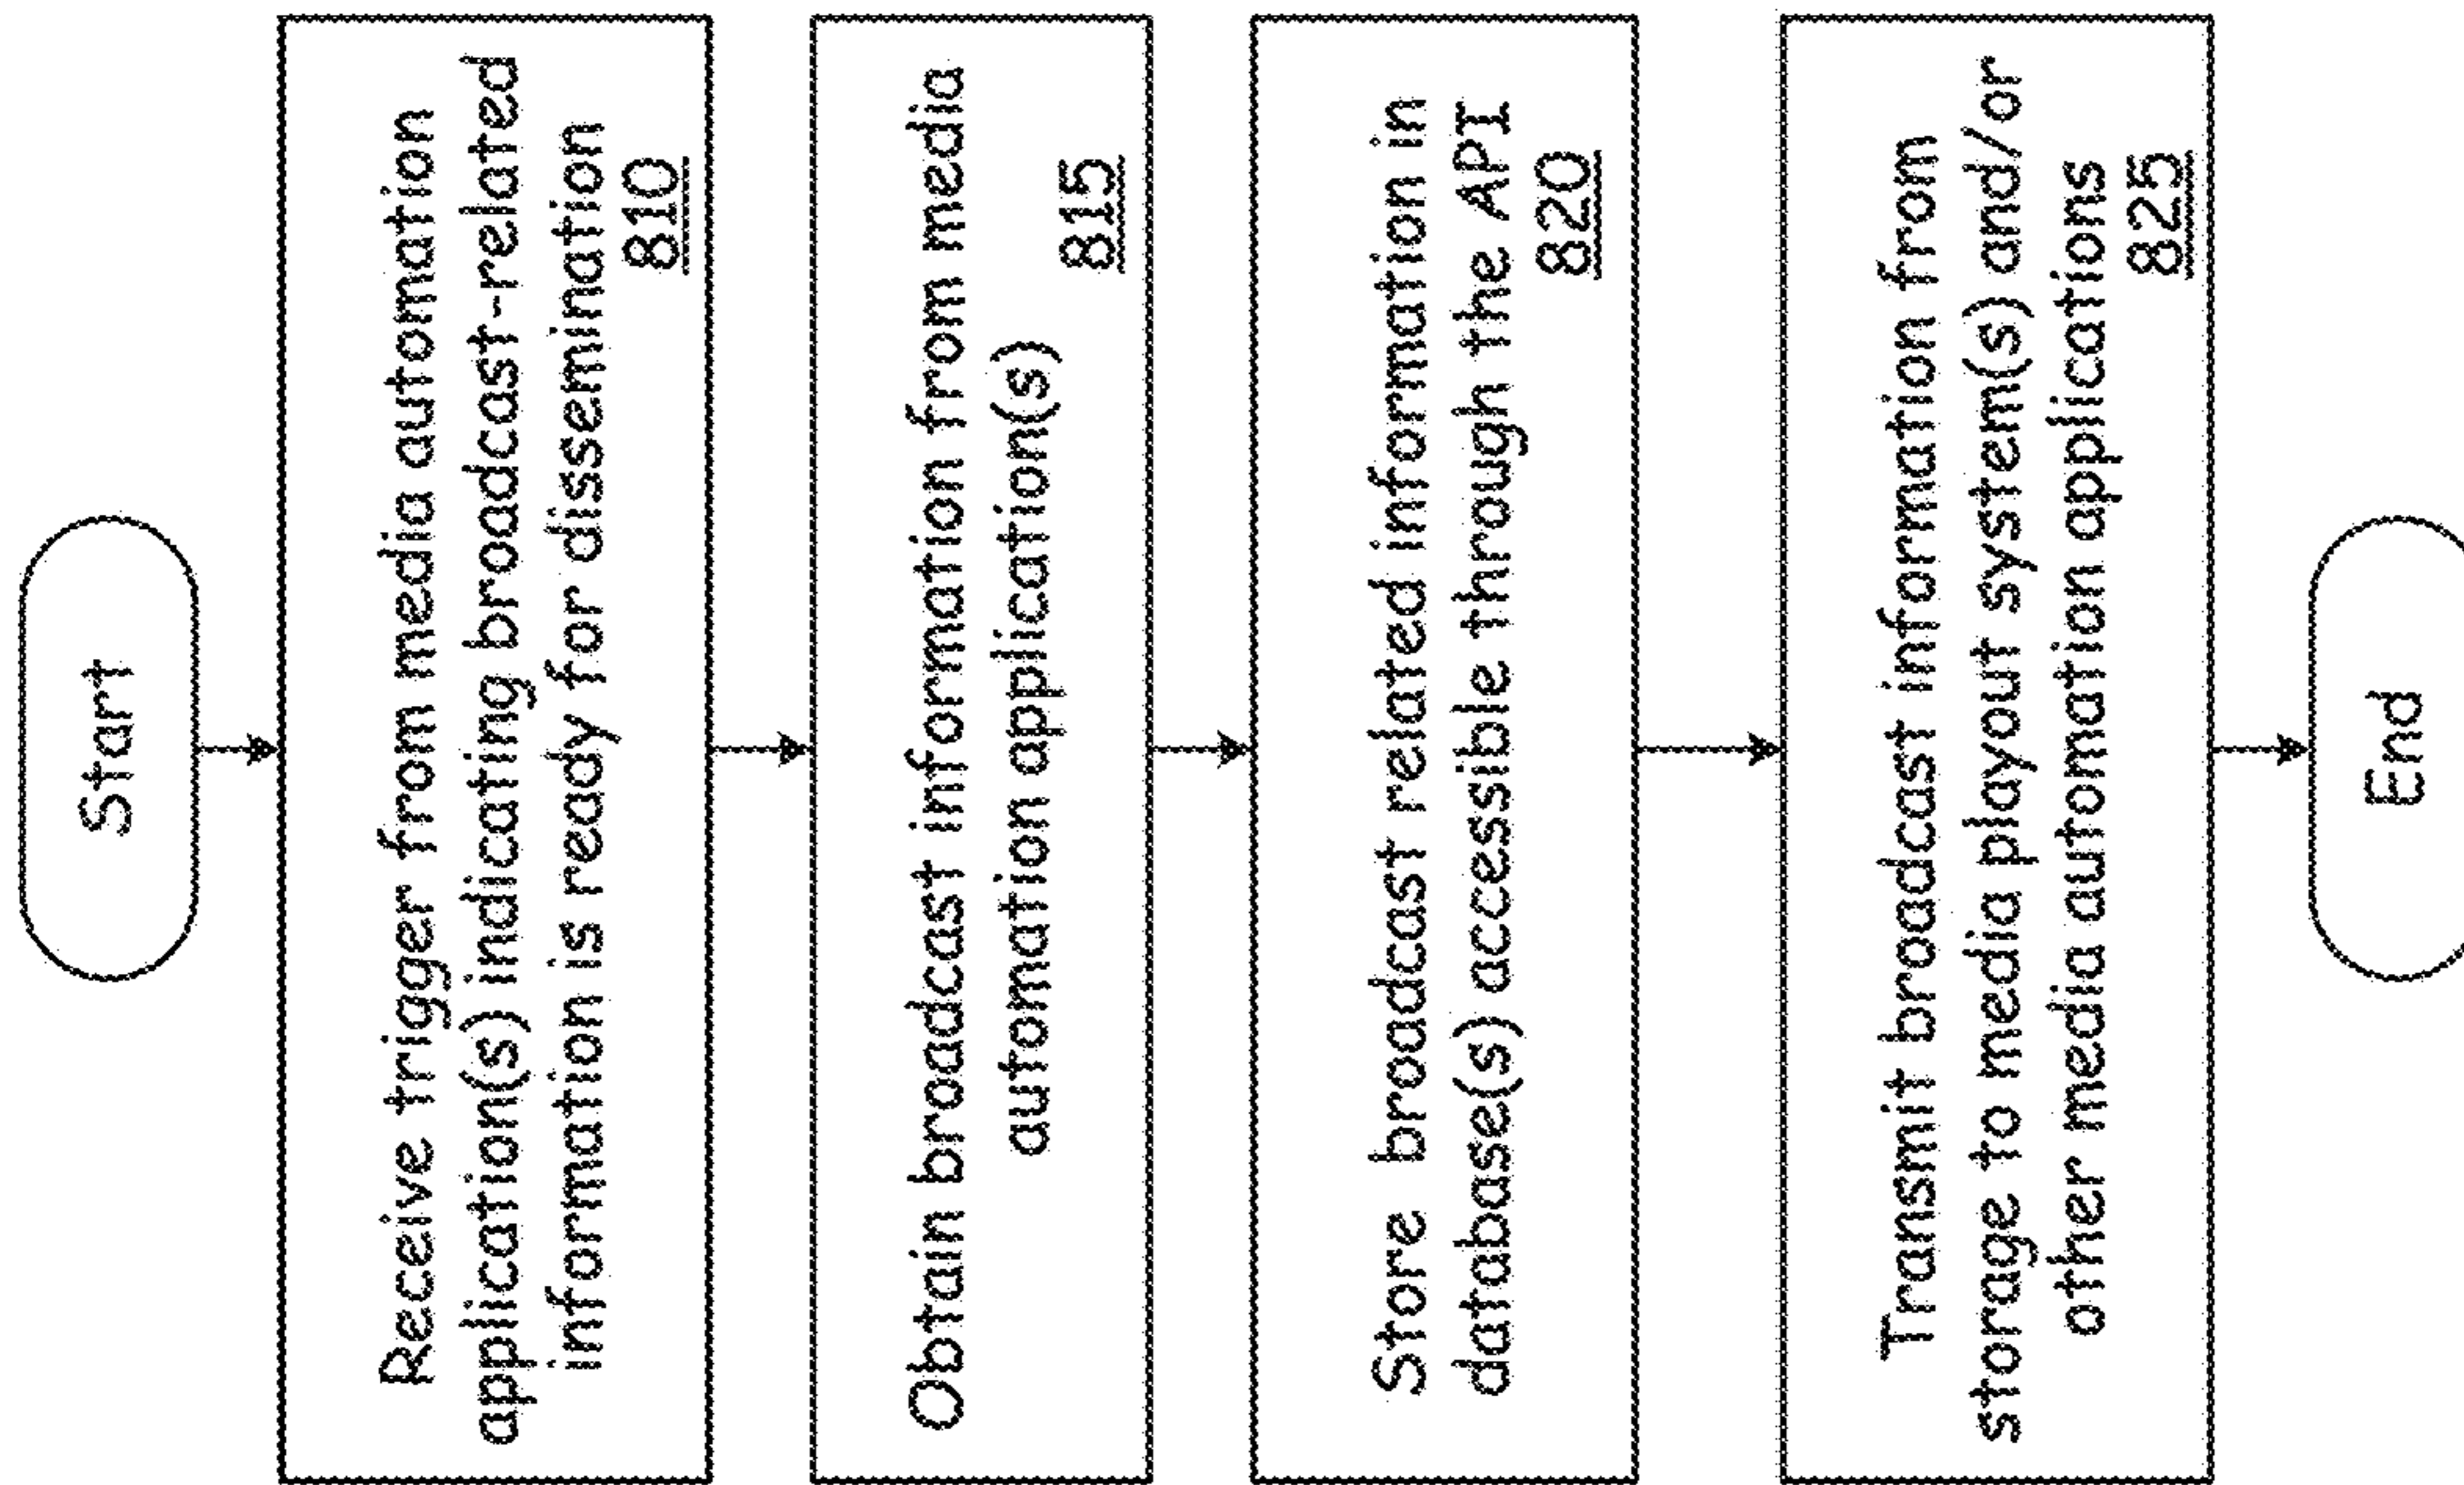 Start
Receive trigger from media automation
application(s) indicating broadcast-related
information is ready for dissemination
810
Obtain broadcast information from media
automation application(s)
815
Store broadcast related information in
database(s) accessible through the API
820
Transmit broadcast information from
storage to media playout system(s) and/or
other media automation applications
825
End